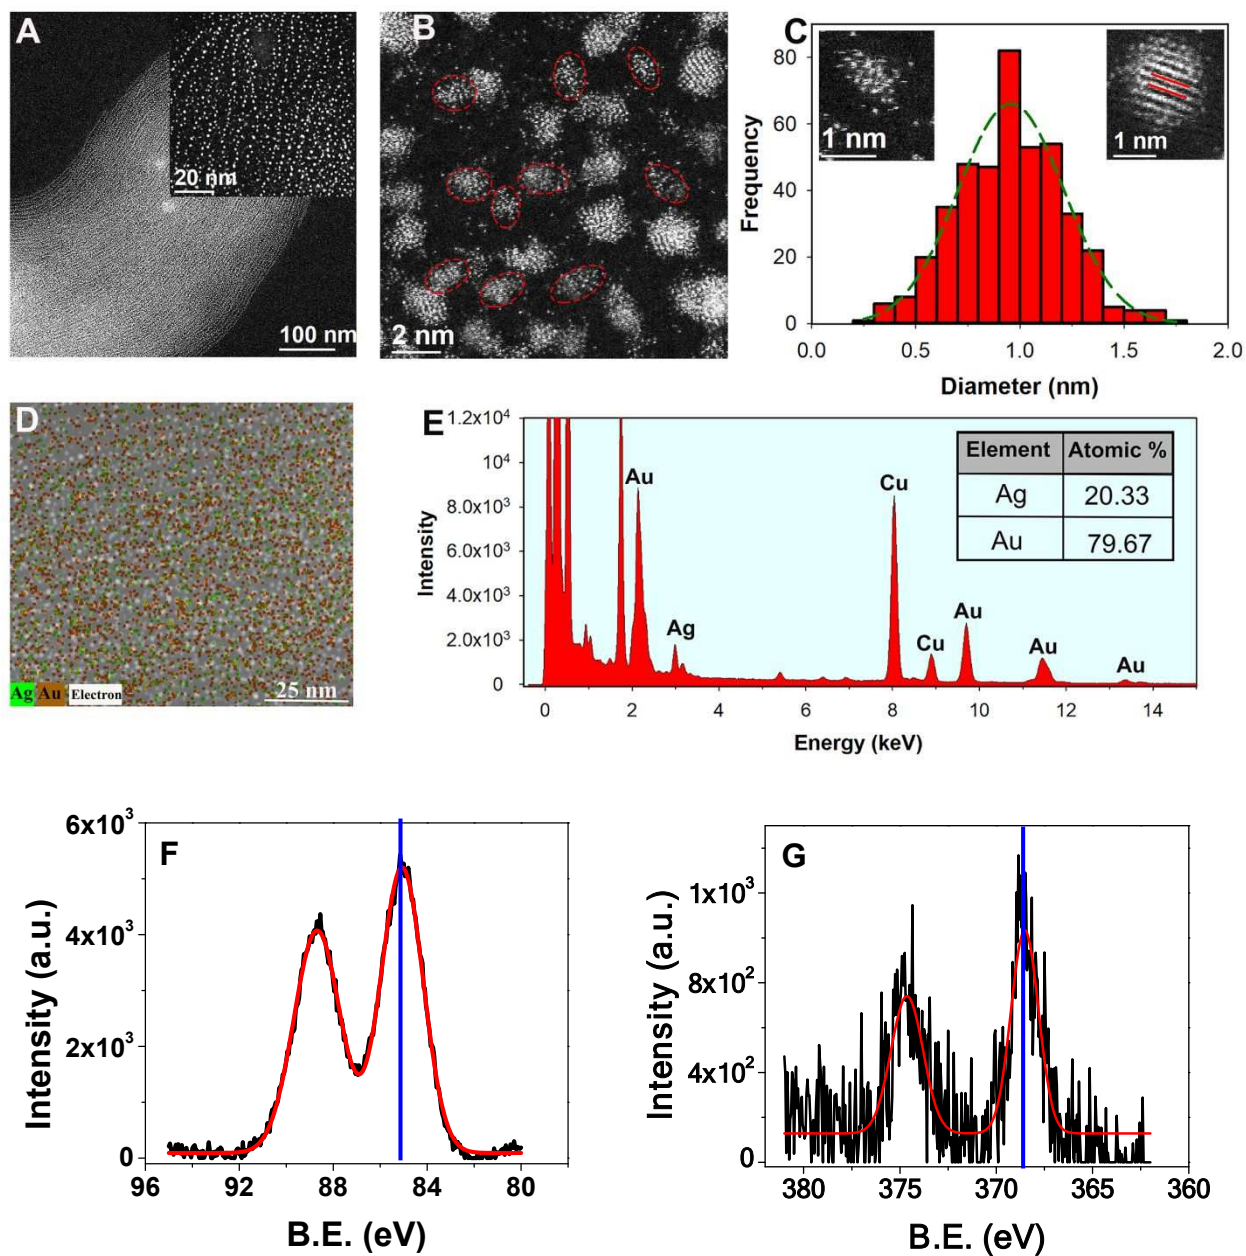 A
20 nm
100 nm
B
2 nm
C
80
60
40
20
0
Frequency
1 nm
1 nm
0.0 0.5 1.0 1.5 2.0
Diameter (nm)
D
Ag Au Electron
25 nm
E
1.2x10⁴
10⁴
8.0x10³
6.0x10³
4.0x10³
2.0x10³
0
Intensity
Au
Ag
Cu
Cu
Au
Au
Au
Element Atomic %
Ag 20.33
Au 79.67
0 2 4 6 8 10 12 14
Energy (keV)
F
6x10³
4x10³
2x10³
0
Intensity (a.u.)
96 92 88 84 80
B.E. (eV)
G
1x10³
8x10²
4x10²
0
Intensity (a.u.)
380 375 370 365 360
B.E. (eV)